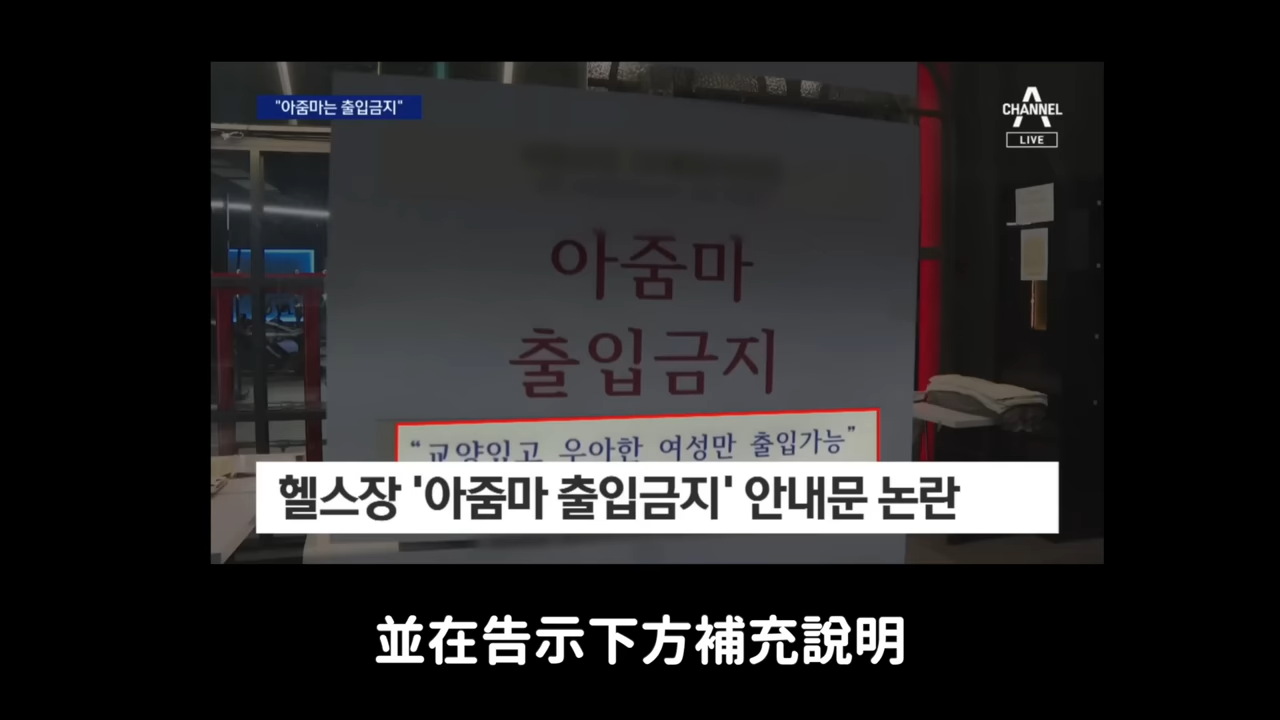 "아줌마는 출입금지"
CHANNEL A
LIVE
아줌마
출입금지
"교양있고 우아한 여성만 출입가능"
헬스장 '아줌마 출입금지' 안내문 논란
並在告示下方補充說明